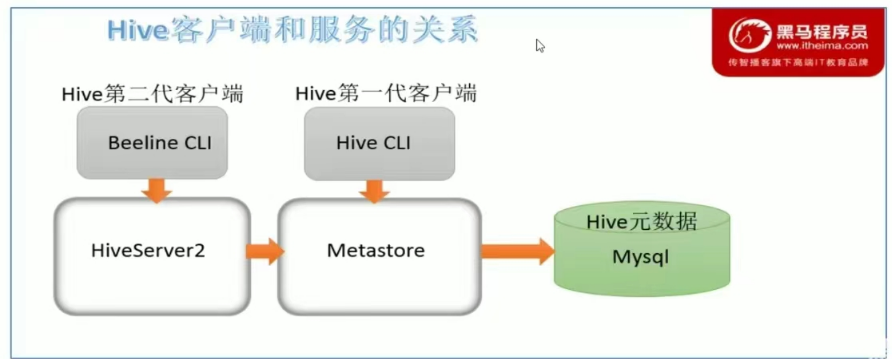 Hive客户端和服务的关系
黑马程序员
www.itheima.com
传智播客旗下高端IT教育品牌
Hive第二代客户端
Hive第一代客户端
Beeline CLI
Hive CLI
HiveServer2
Metastore
Hive元数据
Mysql